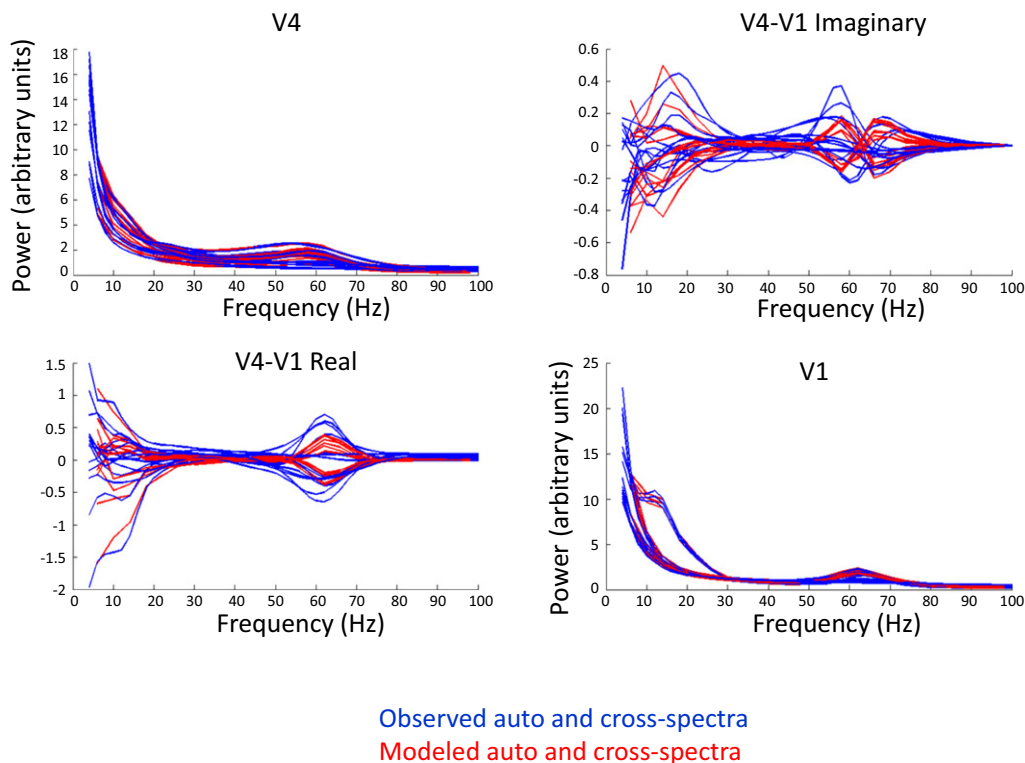 V4
Power (arbitrary units)
18
16
14
12
10
8
6
5
2
0
0 10 20 30 40 50 60 70 80 90 100
Frequency (Hz)
V4-V1 Imaginary
0.6
0.4
0.2
0
-0.2
-0.4
-0.6
-0.8
0 10 20 30 40 50 60 70 80 90 100
Frequency (Hz)
V4-V1 Real
1.5
1
0.5
0
-0.5
-1
-1.5
-2
0 10 20 30 40 50 60 70 80 90 100
Frequency (Hz)
V1
Power (arbitrary units)
25
20
15
10
5
0
0 10 20 30 40 50 60 70 80 90 100
Frequency (Hz)
Observed auto and cross-spectra
Modeled auto and cross-spectra